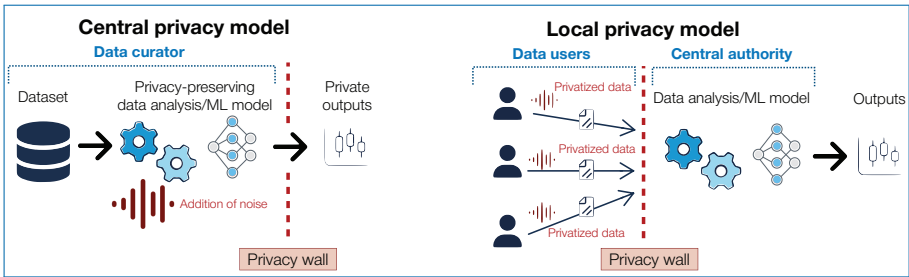 Central privacy model
Data curator
Dataset
Privacy-preserving
data analysis/ML model
Private
outputs
Addition of noise
Privacy wall
Local privacy model
Data users
Central authority
Privatized data
Data analysis/ML model
Outputs
Privatized data
Privatized data
Privacy wall